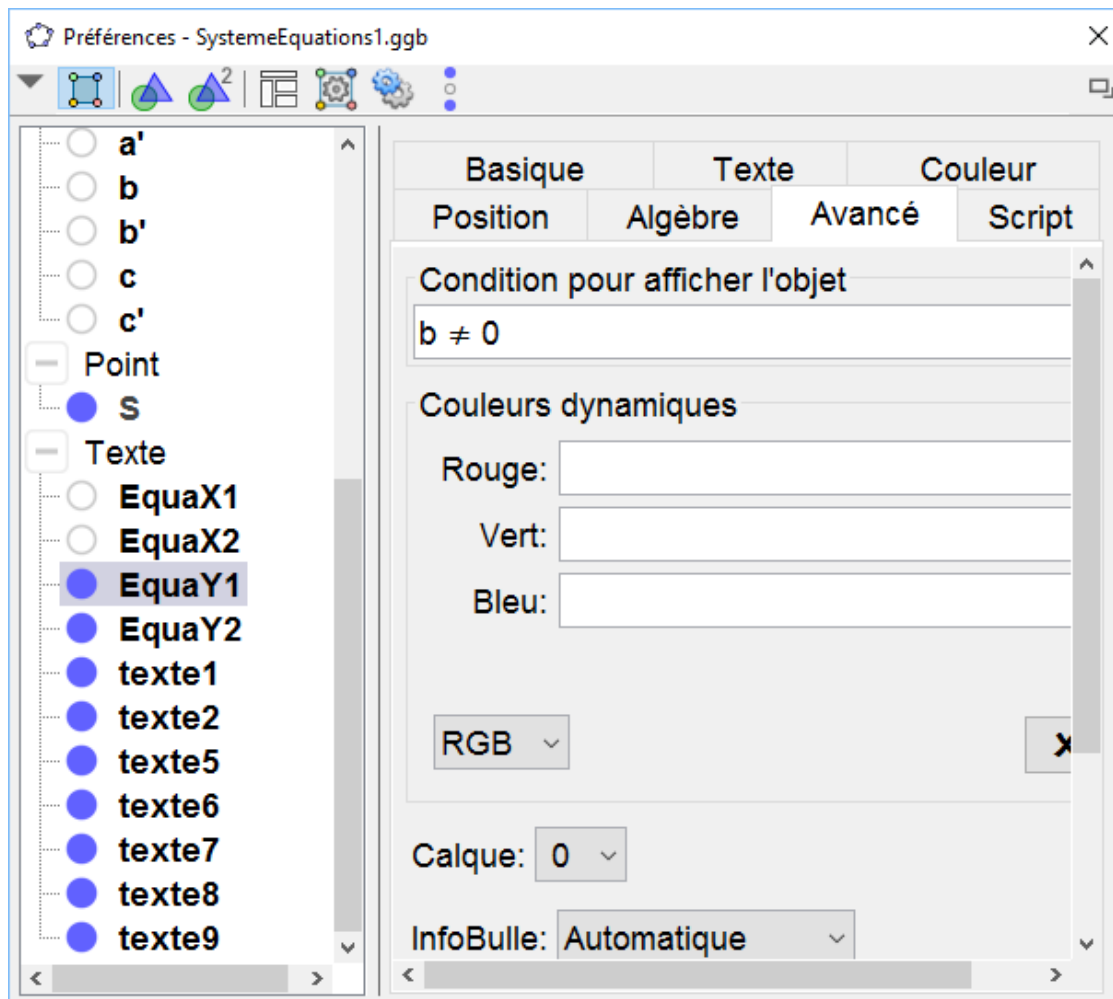 Préférences - SystemeEquations1.ggb
2
a'
b
b'
c
c'
Point
S
Texte
EquaX1
EquaX2
EquaY1
EquaY2
texte1
texte2
texte5
texte6
texte7
texte8
texte9
Basique Texte Couleur
Position Algèbre Avancé Script
Condition pour afficher l'objet
b ≠ 0
Couleurs dynamiques
Rouge:
Vert:
Bleu:
RGB
Calque: 0
InfoBulle: Automatique